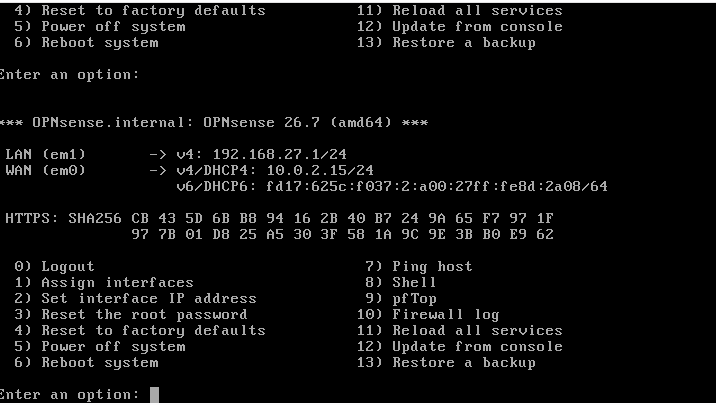 4) Reset to factory defaults 11) Reload all services
5) Power off system 12) Update from console
6) Reboot system 13) Restore a backup
Enter an option:
*** OPNsense.internal: OPNsense 26.7 (amd64) ***
LAN (em1) -> v4: 192.168.27.1/24
WAN (em0) -> v4/DHCP4: 10.0.2.15/24
v6/DHCP6: fd17:625c:f037:2:a00:27ff:fe8d:2a08/64
HTTPS: SHA256 CB 43 5D 6B B8 94 16 2B 40 B7 24 9A 65 F7 97 1F
97 7B 01 D8 25 A5 30 3F 58 1A 9C 9E 3B B0 E9 62
0) Logout 7) Ping host
1) Assign interfaces 8) Shell
2) Set interface IP address 9) pfTop
3) Reset the root password 10) Firewall log
4) Reset to factory defaults 11) Reload all services
5) Power off system 12) Update from console
6) Reboot system 13) Restore a backup
Enter an option: